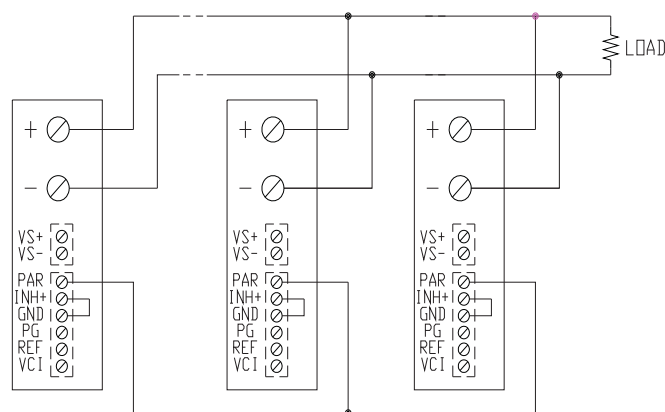 LOAD
+ + +
- - -
VS+ VS+ VS+
VS- VS- VS-
PAR PAR PAR
INH+ INH+ INH+
GND GND GND
PG PG PG
REF REF REF
VCI VCI VCI